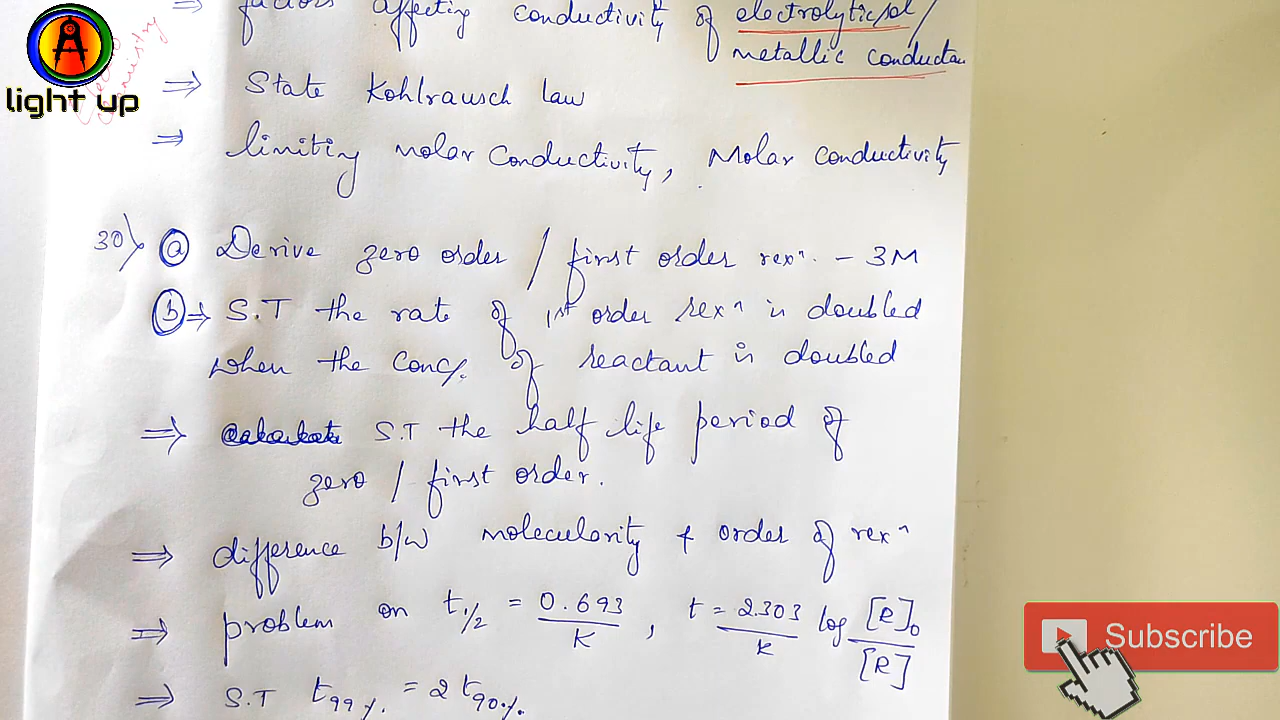 factors affecting conductivity of electrolytic sol /
metallic conductan
light up
⇒ State Kohlrausch law
⇒ limiting molar conductivity, Molar conductivity
30) a Derive zero order / first order rexⁿ. - 3M
b ⇒ S.T the rate of 1st order rexⁿ is doubled
when the conc/. of reactant is doubled
⇒ S.T the half life period of
zero / first order.
⇒ difference b/w molecularity & order of rexⁿ
⇒ problem on t1/2 = 0.693/K, t = 2.303/k log [R]₀/[R]
⇒ S.T t99%. = 2 t90%.
Subscribe